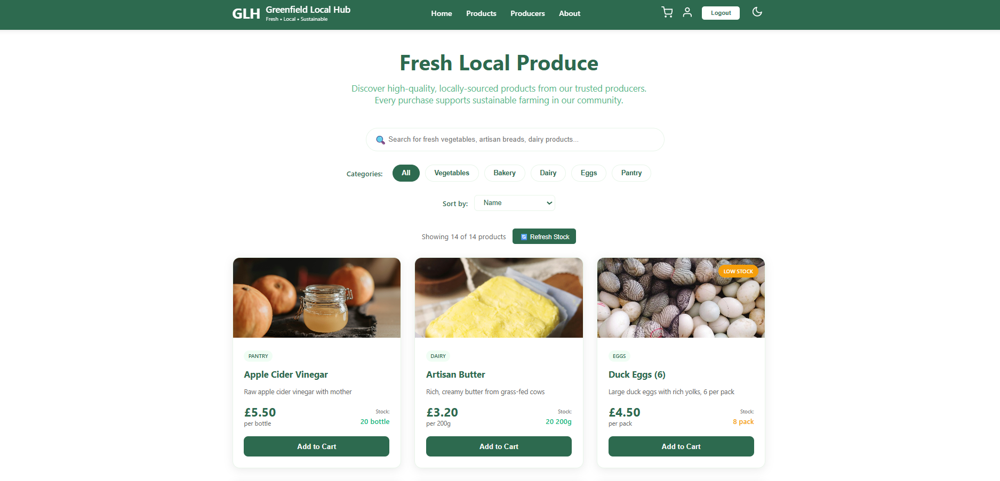 GLH
Greenfield Local Hub
Fresh • Local • Sustainable
Home
Products
Producers
About
Logout
Fresh Local Produce
Discover high-quality, locally-sourced products from our trusted producers.
Every purchase supports sustainable farming in our community.
Search for fresh vegetables, artisan breads, dairy products...
Categories:
All
Vegetables
Bakery
Dairy
Eggs
Pantry
Sort by:
Name
Showing 14 of 14 products
Refresh Stock
PANTRY
Apple Cider Vinegar
Raw apple cider vinegar with mother
£5.50
per bottle
Stock:
20 bottle
Add to Cart
DAIRY
Artisan Butter
Rich, creamy butter from grass-fed cows
£3.20
per 200g
Stock:
20 200g
Add to Cart
LOW STOCK
EGGS
Duck Eggs (6)
Large duck eggs with rich yolks, 6 per pack
£4.50
per pack
Stock:
8 pack
Add to Cart